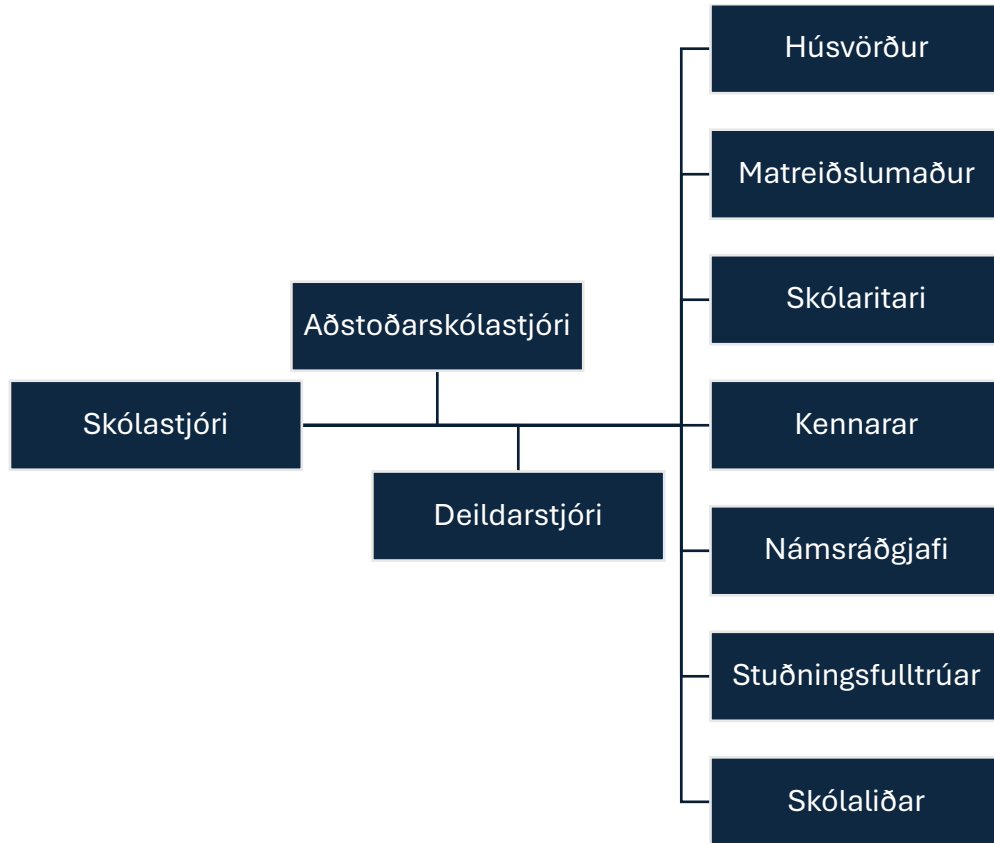 Skólastjóri
Aðstoðarskólastjóri
Deildarstjóri
Húsvörður
Matreiðslumaður
Skólaritari
Kennarar
Námsráðgjafi
Stuðningsfulltrúar
Skólaliðar